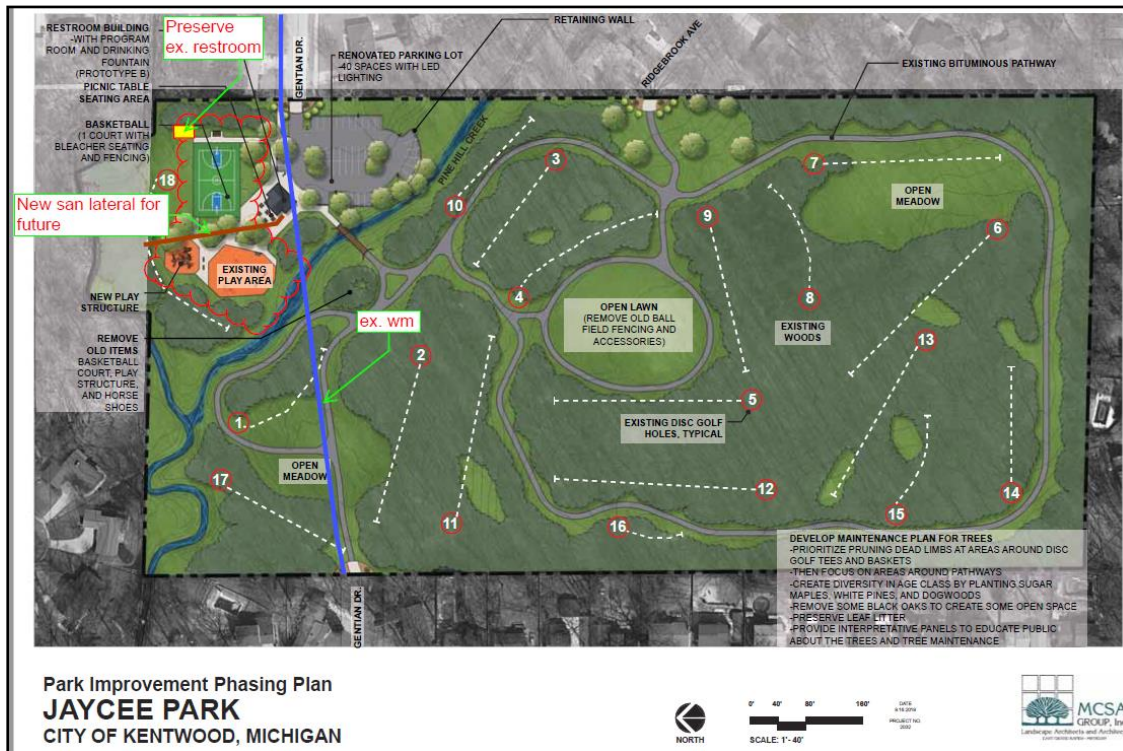 RESTROOM BUILDING
-WITH PROGRAM
ROOM AND DRINKING
FOUNTAIN
(PROTOTYPE B)
PICNIC TABLE
SEATING AREA
BASKETBALL
(1 COURT WITH
BLEACHER SEATING
AND FENCING)
Preserve
ex. restroom
GENTIAN DR.
RENOVATED PARKING LOT
-40 SPACES WITH LED
LIGHTING
RETAINING WALL
RIDGEBROOK AVE
EXISTING BITUMINOUS PATHWAY
PINE HILL CREEK
18
New san lateral for
future
EXISTING
PLAY AREA
NEW PLAY
STRUCTURE
REMOVE
OLD ITEMS
BASKETBALL
COURT, PLAY
STRUCTURE,
AND HORSE
SHOES
ex. wm
3
7
10
9
OPEN
MEADOW
6
4
8
OPEN LAWN
(REMOVE OLD BALL
FIELD FENCING AND
ACCESSORIES)
EXISTING
WOODS
13
2
5
EXISTING DISC GOLF
HOLES, TYPICAL
1
OPEN
MEADOW
17
12
14
11
16
15
GENTIAN DR.
DEVELOP MAINTENANCE PLAN FOR TREES
-PRIORITIZE PRUNING DEAD LIMBS AT AREAS AROUND DISC
GOLF TEES AND BASKETS
-THEN FOCUS ON AREAS AROUND PATHWAYS
-CREATE DIVERSITY IN AGE CLASS BY PLANTING SUGAR
MAPLES, WHITE PINES, AND DOGWOODS
-REMOVE SOME BLACK OAKS TO CREATE SOME OPEN SPACE
-PRESERVE LEAF LITTER
-PROVIDE INTERPRETATIVE PANELS TO EDUCATE PUBLIC
ABOUT THE TREES AND TREE MAINTENANCE
Park Improvement Phasing Plan
JAYCEE PARK
CITY OF KENTWOOD, MICHIGAN
NORTH
0' 40' 80' 160'
SCALE: 1'- 40'
DATE
PROJECT NO.
MCSA
GROUP, Inc
Landscape Architects and Architects